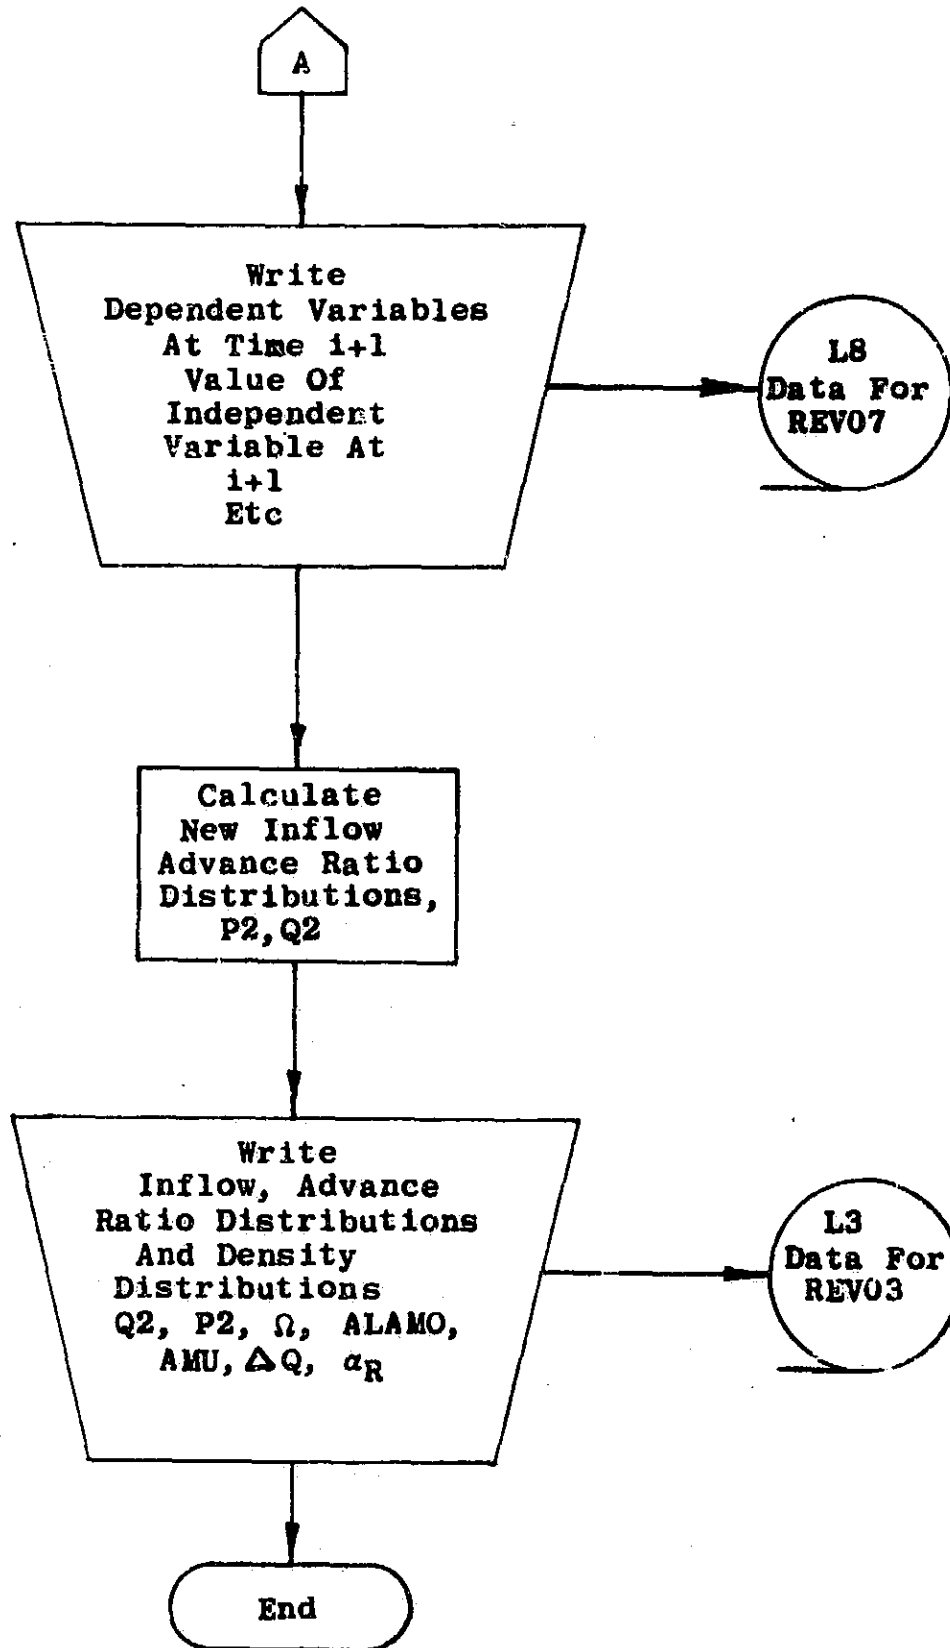 A
Write
Dependent Variables
At Time i+1
Value Of
Independent
Variable At
i+1
Etc
L8
Data For
REV07
Calculate
New Inflow
Advance Ratio
Distributions,
P2,Q2
Write
Inflow, Advance
Ratio Distributions
And Density
Distributions
Q2, P2, Ω, ALAMO,
AMU, ΔQ, αR
L3
Data For
REV03
End